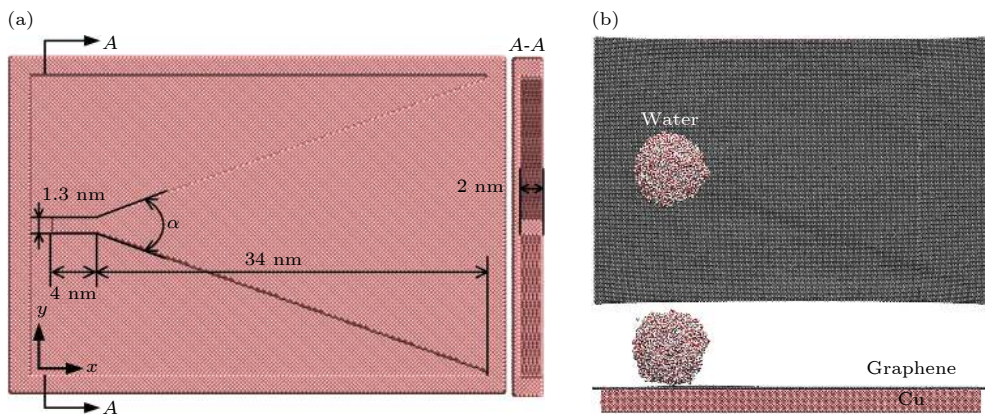 (a)
A
A-A
1.3 nm
α
2 nm
34 nm
4 nm
y
x
A
(b)
Water
Graphene
Cu